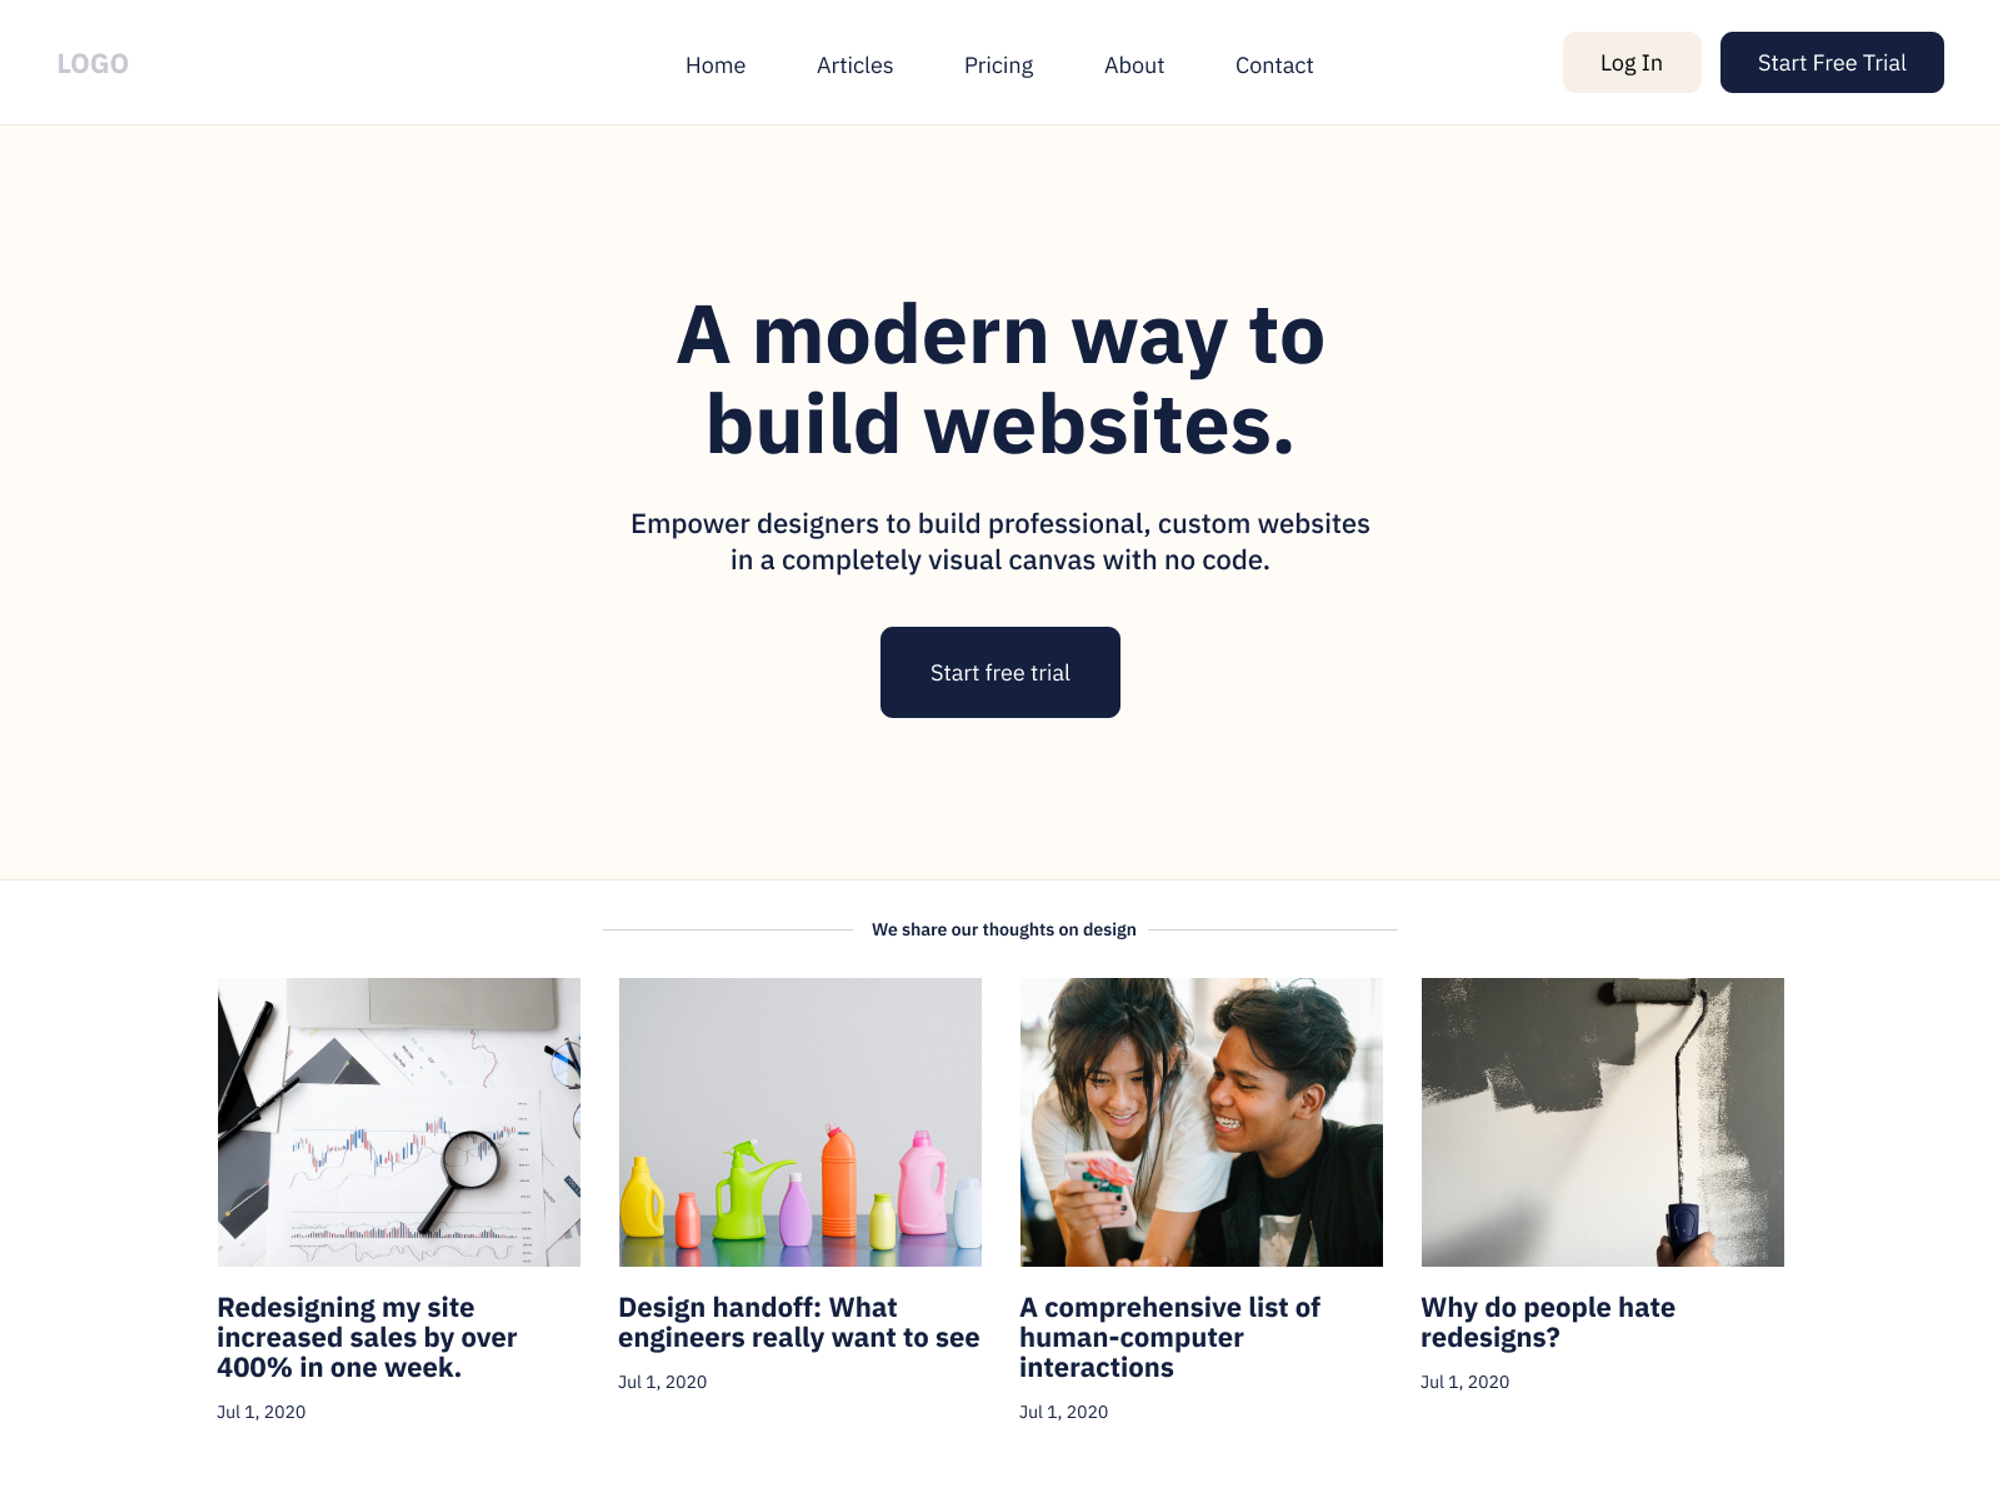 LOGO
Home
Articles
Pricing
About
Contact
Log In
Start Free Trial
A modern way to
build websites.
Empower designers to build professional, custom websites
in a completely visual canvas with no code.
Start free trial
We share our thoughts on design
Redesigning my site
increased sales by over
400% in one week.
Jul 1, 2020
Design handoff: What
engineers really want to see
Jul 1, 2020
A comprehensive list of
human-computer
interactions
Jul 1, 2020
Why do people hate
redesigns?
Jul 1, 2020